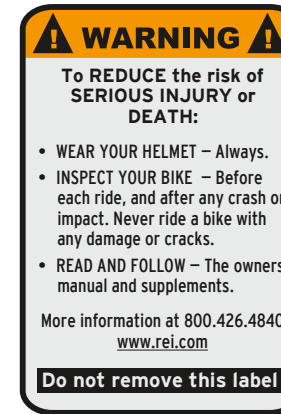 WARNING
To REDUCE the risk of
SERIOUS INJURY or
DEATH:
• WEAR YOUR HELMET – Always.
• INSPECT YOUR BIKE – Before
each ride, and after any crash or
impact. Never ride a bike with
any damage or cracks.
• READ AND FOLLOW – The owners
manual and supplements.
More information at 800.426.4840
www.rei.com
Do not remove this label